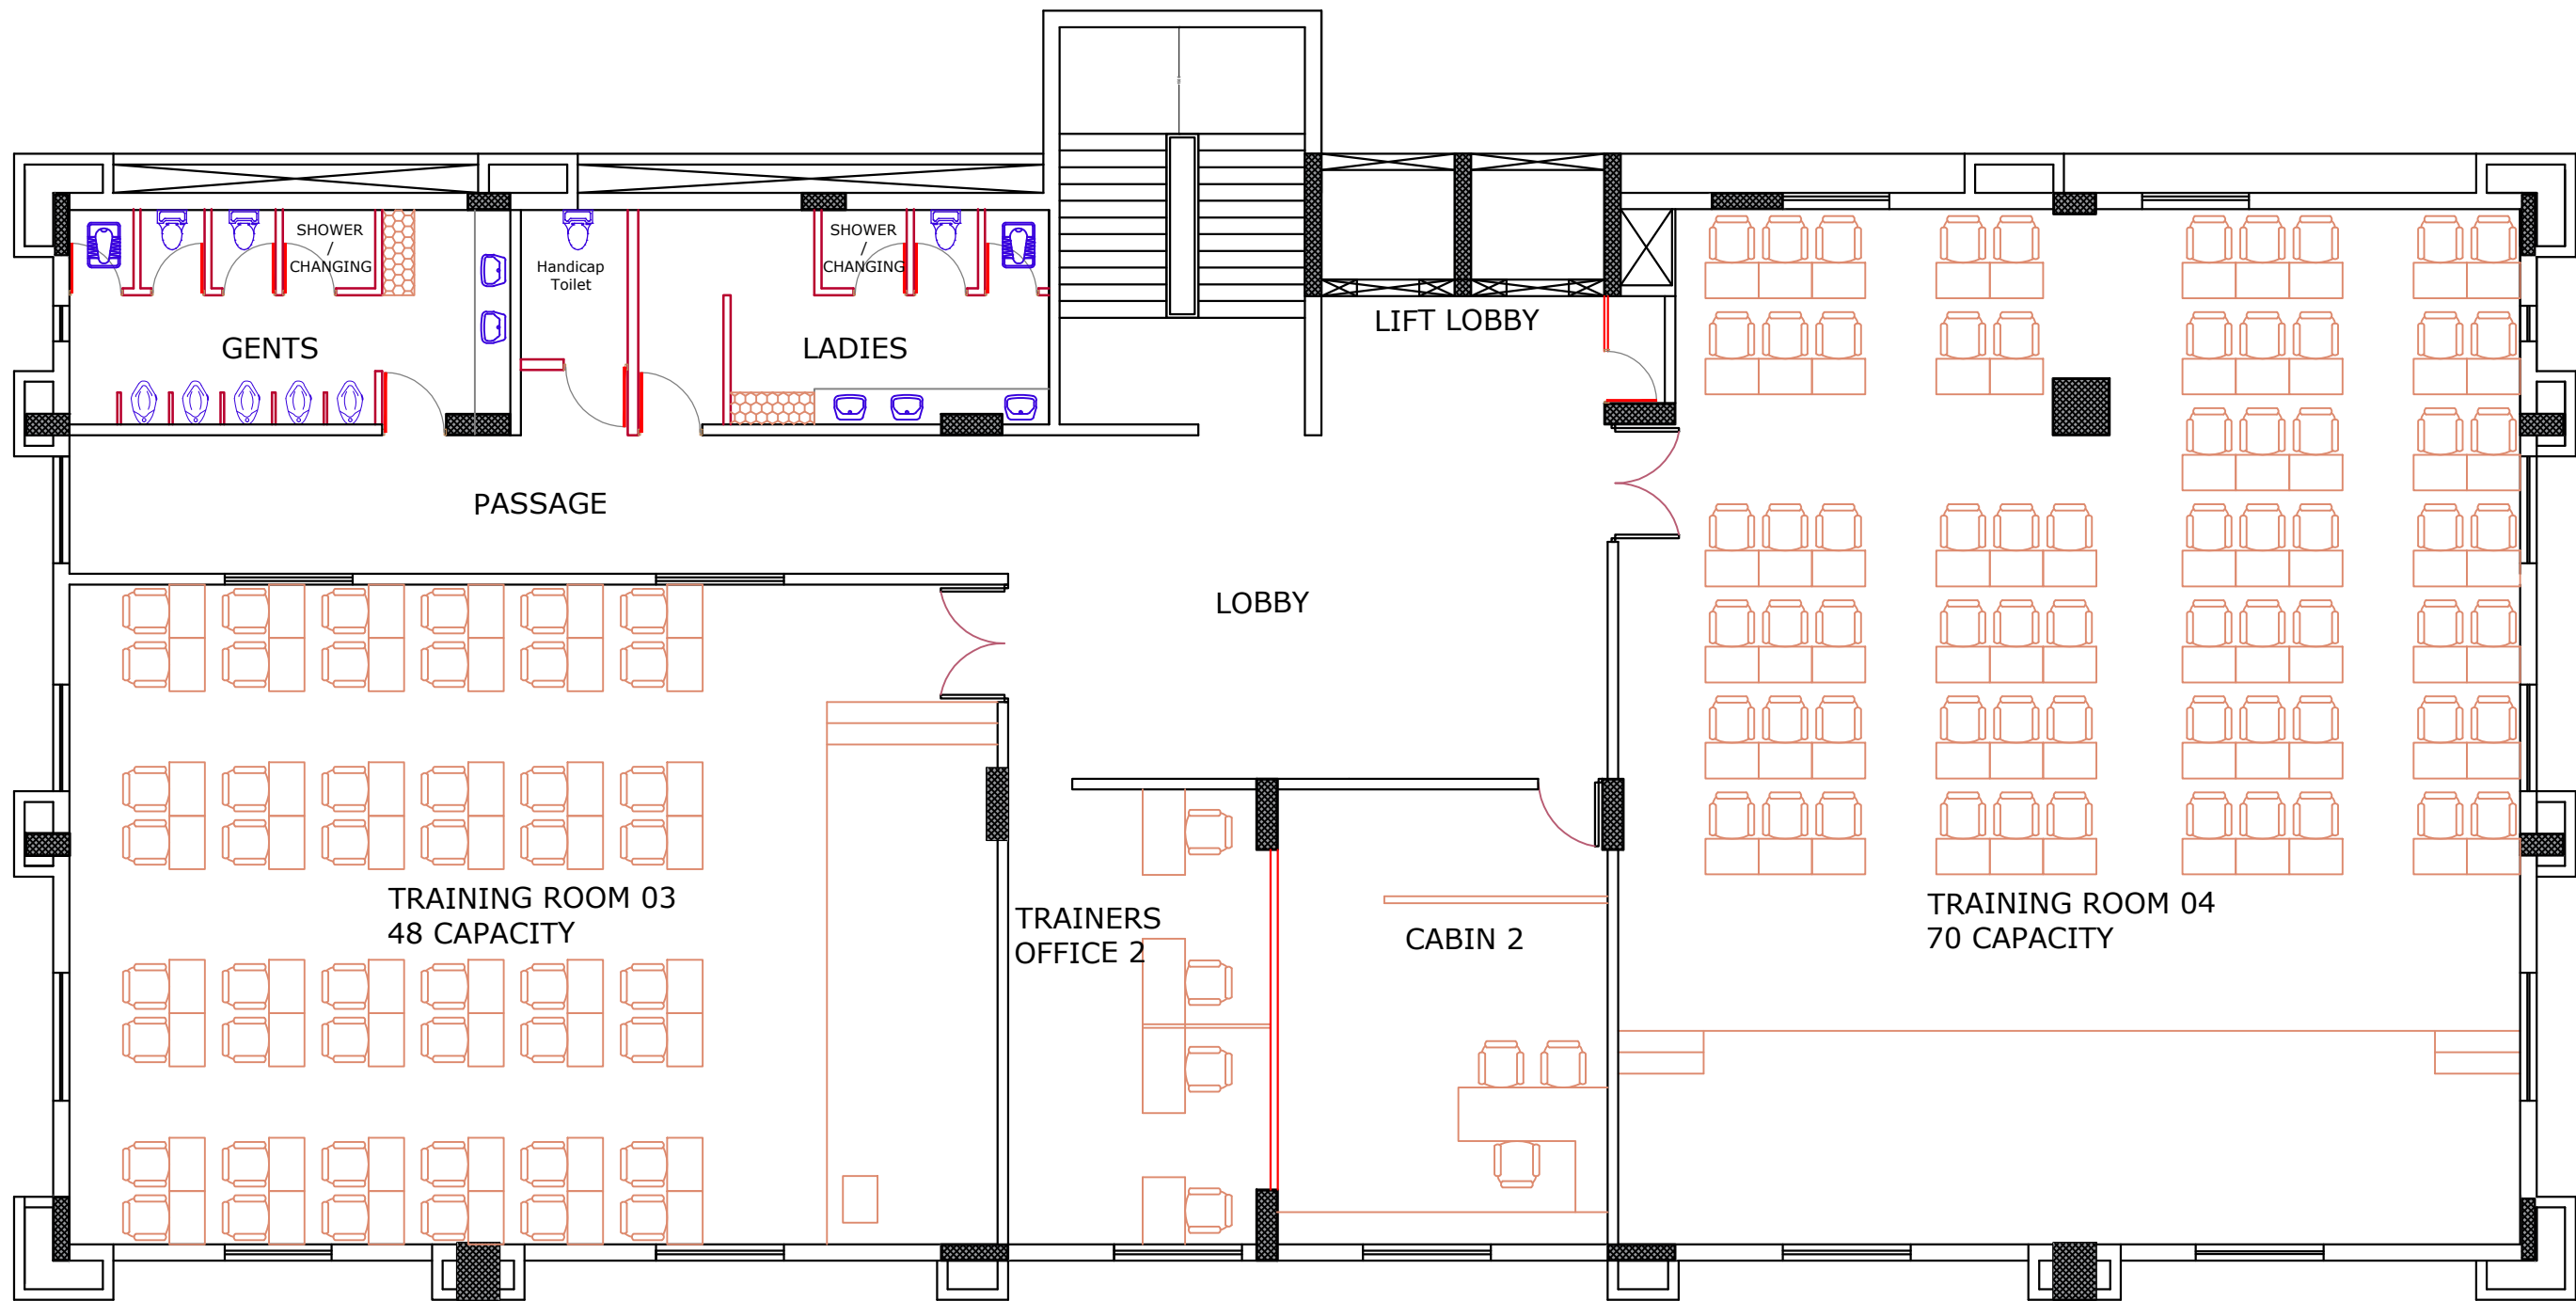 SHOWER
/
CHANGING
Handicap
Toilet
SHOWER
/
CHANGING
LIFT LOBBY
GENTS
LADIES
PASSAGE
LOBBY
TRAINING ROOM 03
48 CAPACITY
TRAINERS
OFFICE 2
CABIN 2
TRAINING ROOM 04
70 CAPACITY